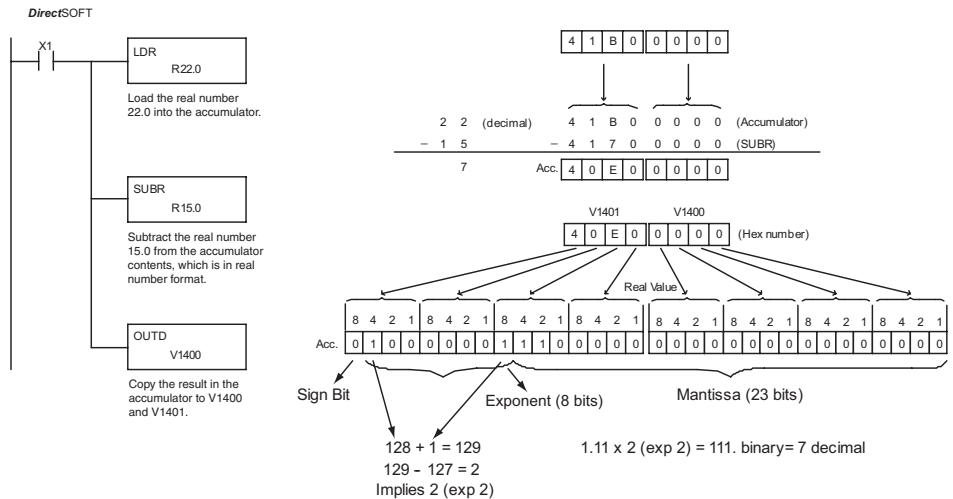 DirectSOFT
X1
LDR
R22.0
Load the real number
22.0 into the accumulator.
SUBR
R15.0
Subtract the real number
15.0 from the accumulator
contents, which is in real
number format.
OUTD
V1400
Copy the result in the
accumulator to V1400
and V1401.
4 1 B 0 0 0 0 0
2 2 (decimal) 4 1 B 0 0 0 0 0 (Accumulator)
– 1 5 – 4 1 7 0 0 0 0 0 (SUBR)
7 Acc. 4 0 E 0 0 0 0 0
V1401 V1400
4 0 E 0 0 0 0 0 (Hex number)
Real Value
8 4 2 1 8 4 2 1 8 4 2 1 8 4 2 1 8 4 2 1 8 4 2 1 8 4 2 1 8 4 2 1
Acc. 0 1 0 0 0 0 0 0 1 1 1 0 0 0 0 0 0 0 0 0 0 0 0 0 0 0 0 0 0 0 0 0
Sign Bit Exponent (8 bits) Mantissa (23 bits)
128 + 1 = 129 1.11 x 2 (exp 2) = 111. binary= 7 decimal
129 – 127 = 2
Implies 2 (exp 2)